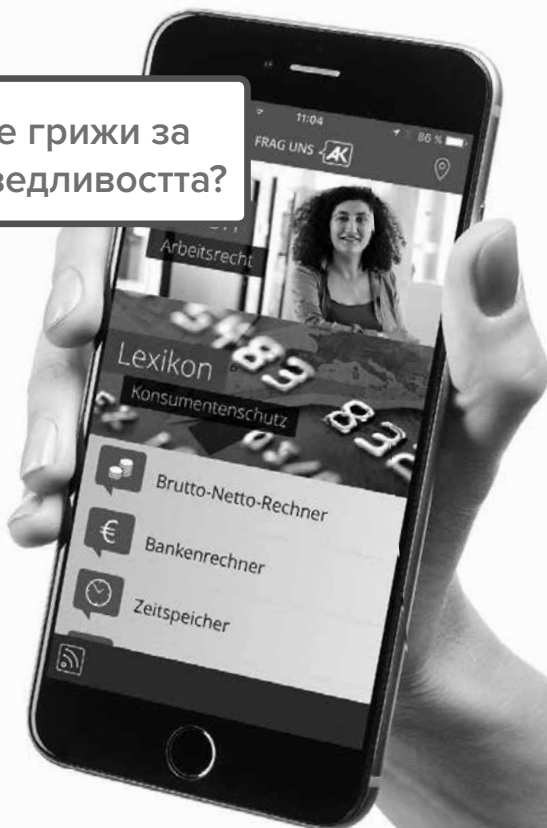 е грижи за
ведливостта?
11:04
86 %
FRAG UNS AK
Arbeitsrecht
Lexikon
Konsumentenschutz
Brutto-Netto-Rechner
€
Bankenrechner
Zeitspeicher